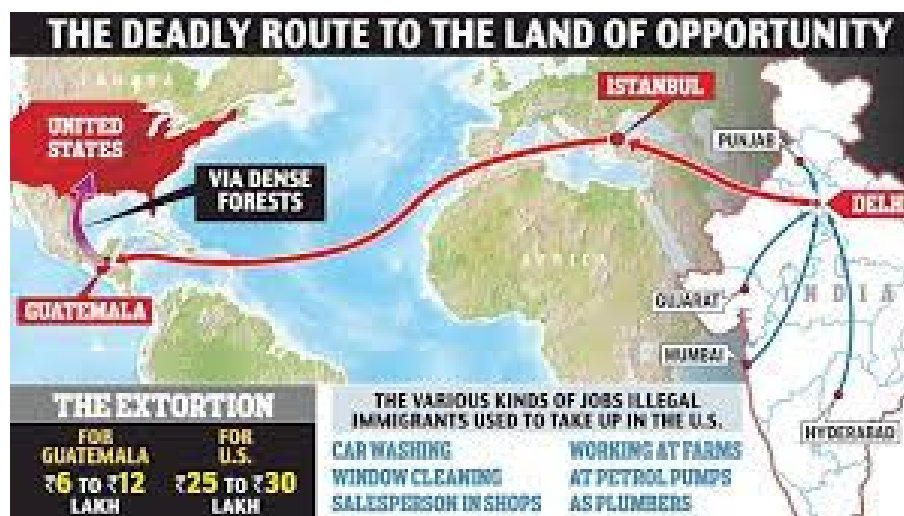 THE DEADLY ROUTE TO THE LAND OF OPPORTUNITY
ISTANBUL
UNITED
STATES
PUNJAB
VIA DENSE
FORESTS
DELH
AFRICA
GUATEMALA
GUJARAT
INDIA
MUMBAI
HYDERABAD
THE EXTORTION
FOR
GUATEMALA
₹6 TO ₹12
LAKH
FOR
U.S.
₹25 TO ₹30
LAKH
THE VARIOUS KINDS OF JOBS ILLEGAL
IMMIGRANTS USED TO TAKE UP IN THE U.S.
CAR WASHING
WINDOW CLEANING
SALESPERSON IN SHOPS
WORKING AT FARMS
AT PETROL PUMPS
AS PLUMBERS